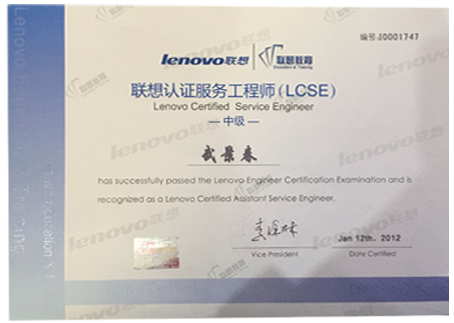 编号:I0001747
lenovo联想 联想教育
Education & Training
联想认证服务工程师(LCSE)
Lenovo Certified Service Engineer
—中级—
武景春
has successfully passed the Lenovo Engineer Certification Examination and is
recognized as a Lenovo Certified Assistant Service Engineer.
Jan 12th, 2012
Vice President Date Certified